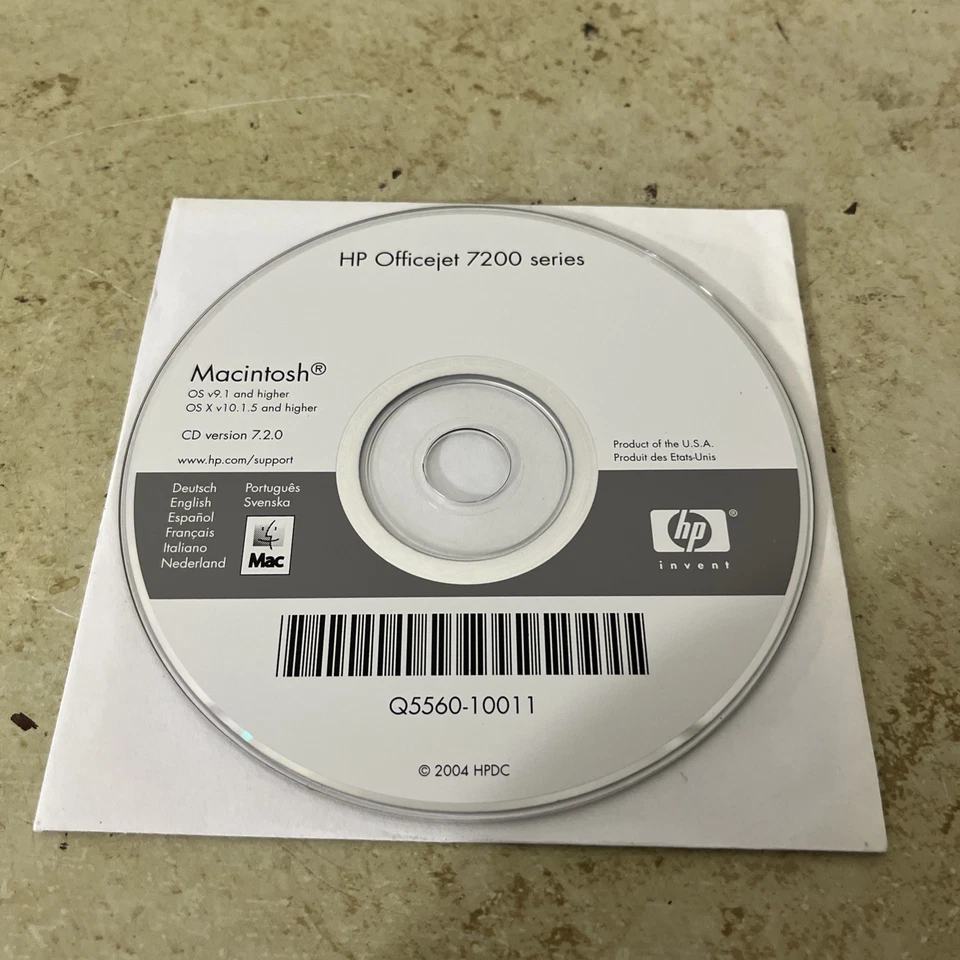 HP Officejet 7200 series
Macintosh®
OS v9.1 and higher
OS X v10.1.5 and higher
CD version 7.2.0
www.hp.com/support
Product of the U.S.A.
Produit des Etats-Unis
Deutsch
English
Español
Français
Italiano
Nederland
Português
Svenska
Mac
hp®
invent
Q5560-10011
© 2004 HPDC